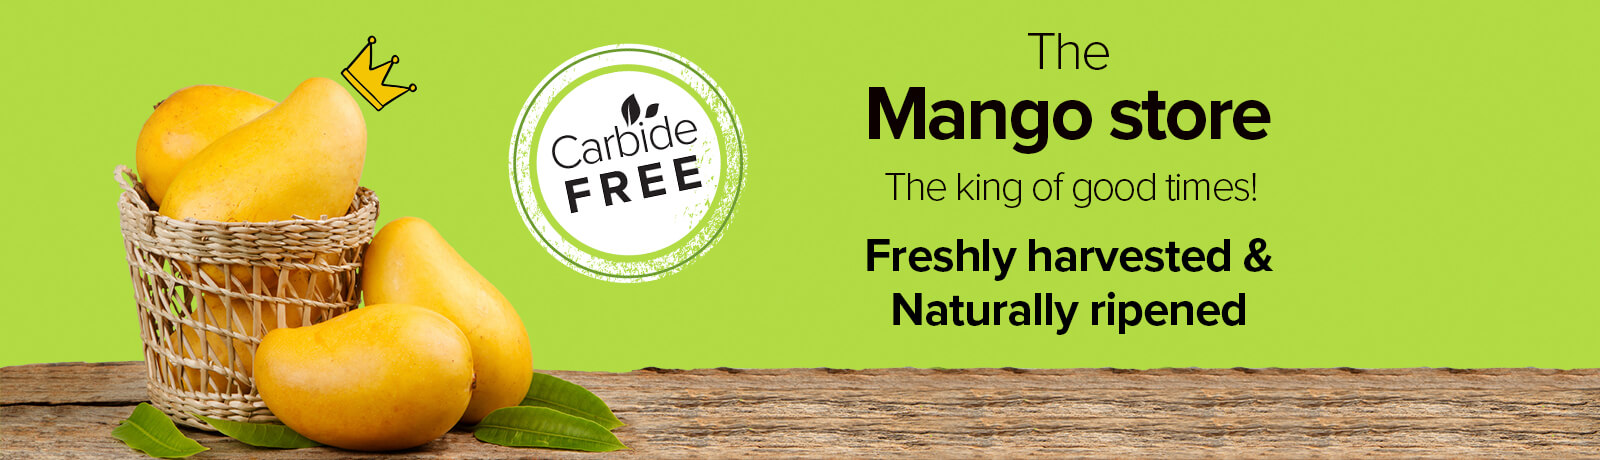 Carbide
FREE
The
Mango store
The king of good times!
Freshly harvested &
Naturally ripened